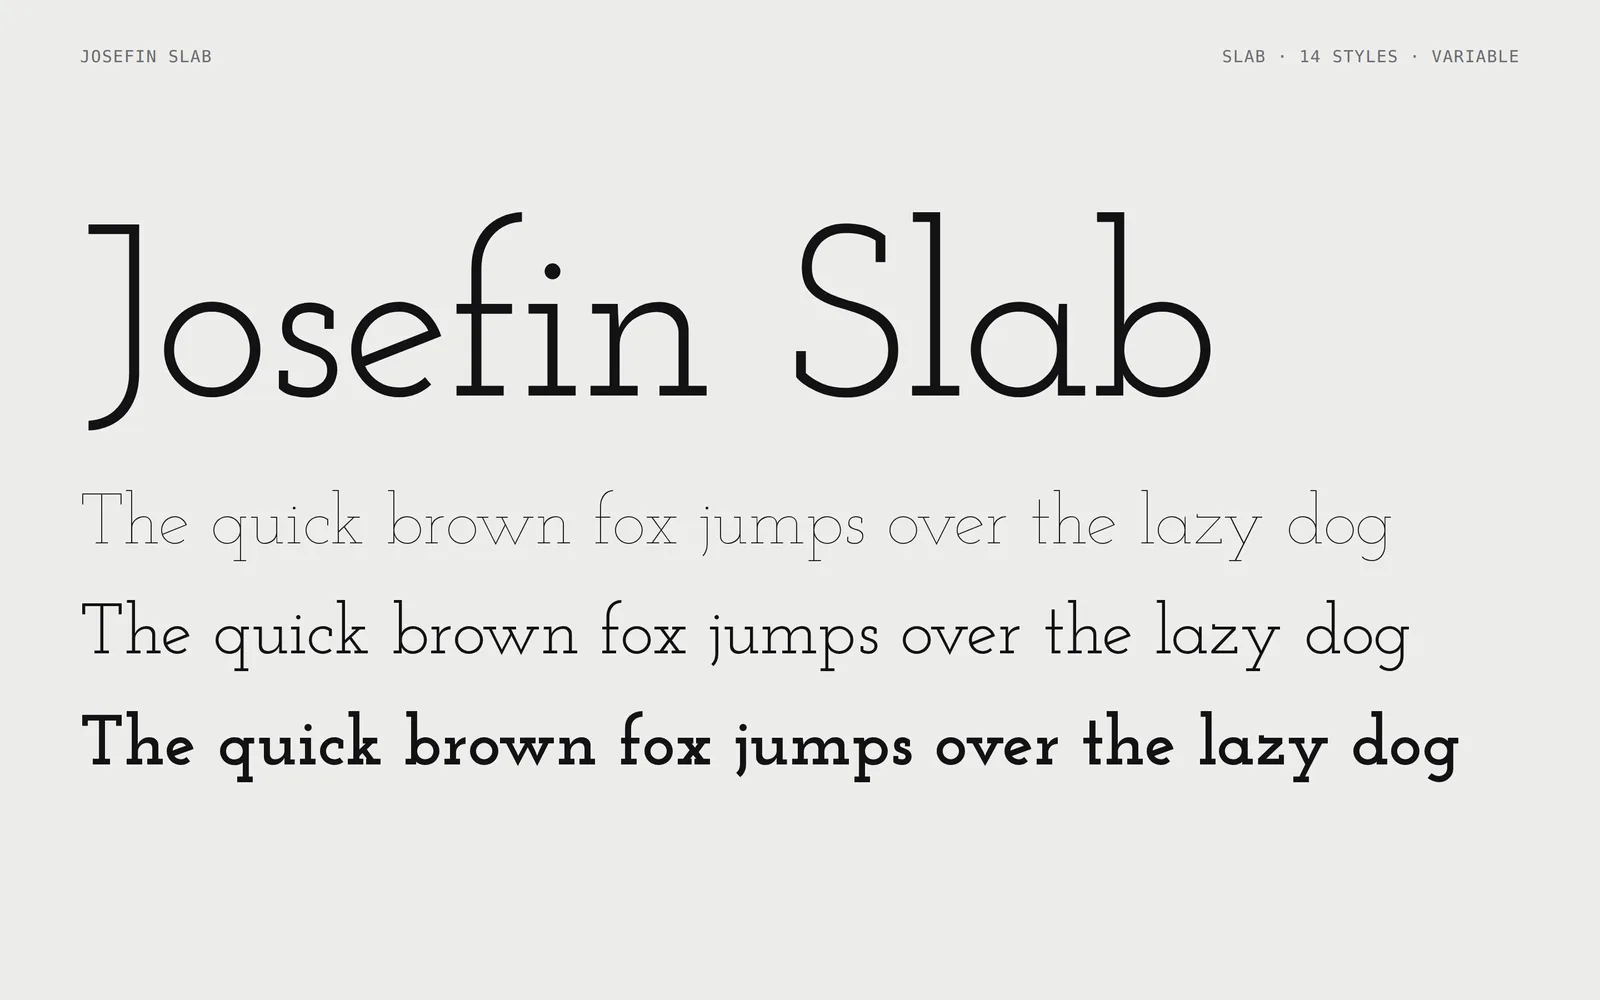 JOSEFIN SLAB
SLAB · 14 STYLES · VARIABLE
Josefin Slab
The quick brown fox jumps over the lazy dog
The quick brown fox jumps over the lazy dog
The quick brown fox jumps over the lazy dog